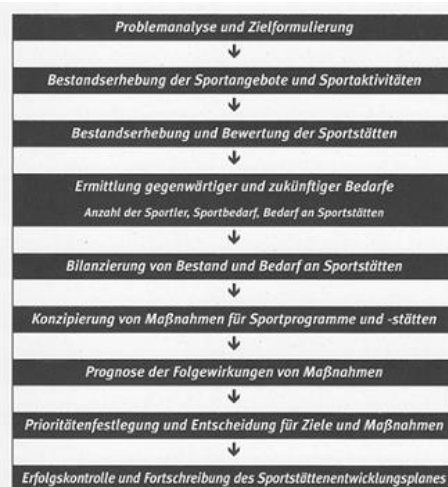 Problemanalyse und Zielformulierung
Bestandserhebung der Sportangebote und Sportaktivitäten
Bestandserhebung und Bewertung der Sportstätten
Ermittlung gegenwärtiger und zukünftiger Bedarfe
Anzahl der Sportler, Sportbedarf, Bedarf an Sportstätten
Bilanzierung von Bestand und Bedarf an Sportstätten
Konzipierung von Maßnahmen für Sportprogramme und -stätten
Prognose der Folgewirkungen von Maßnahmen
Prioritätenfestlegung und Entscheidung für Ziele und Maßnahmen
Erfolgskontrolle und Fortschreibung des Sportstättenentwicklungsplanes